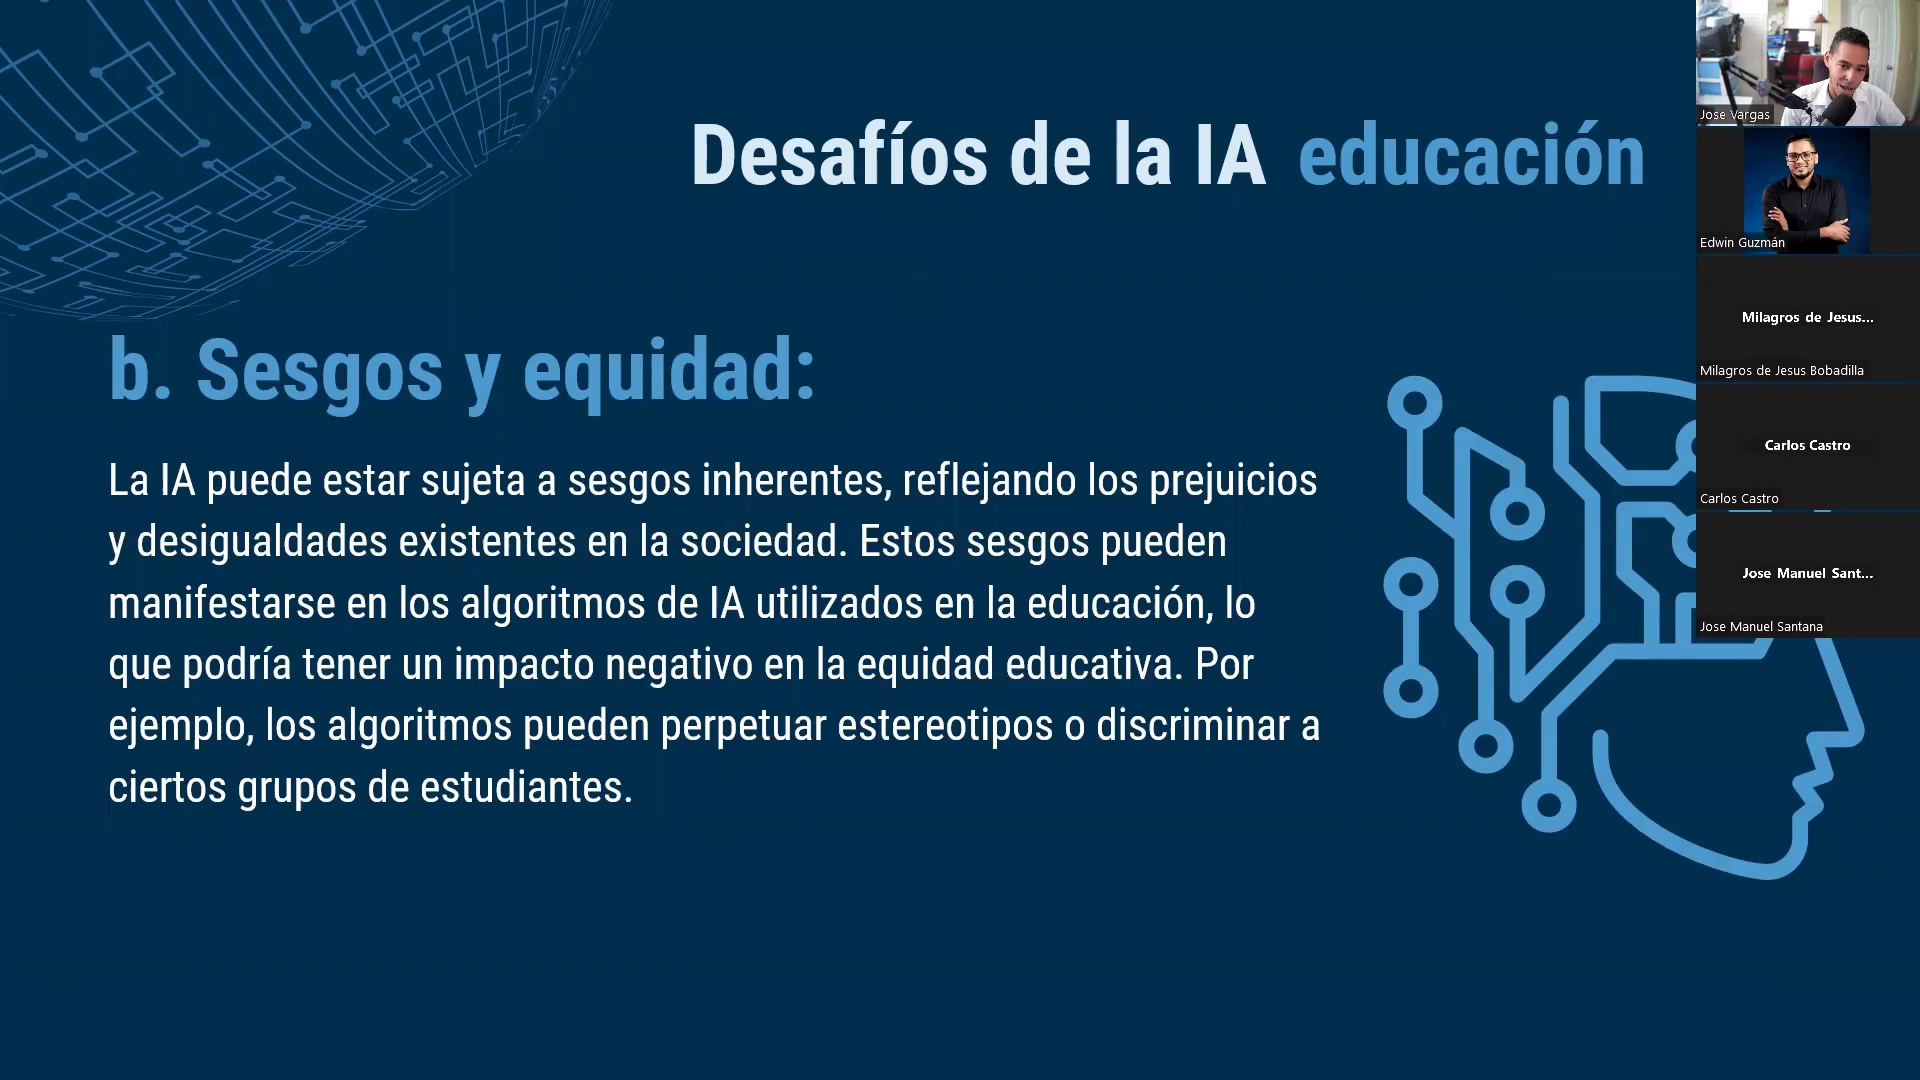 Desafíos de la IA educación
b. Sesgos y equidad:
La IA puede estar sujeta a sesgos inherentes, reflejando los prejuicios
y desigualdades existentes en la sociedad. Estos sesgos pueden
manifestarse en los algoritmos de IA utilizados en la educación, lo
que podría tener un impacto negativo en la equidad educativa. Por
ejemplo, los algoritmos pueden perpetuar estereotipos o discriminar a
ciertos grupos de estudiantes.
Jose Vargas
Edwin Guzmán
Milagros de Jesus...
Milagros de Jesus Bobadilla
Carlos Castro
Carlos Castro
Jose Manuel Sant...
Jose Manuel Santana